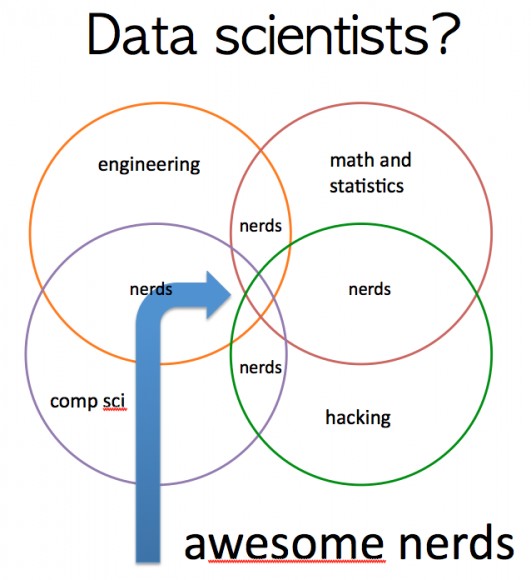 Data scientists?
engineering
math and
statistics
nerds
nerds
nerds
nerds
comp sci
hacking
awesome nerds